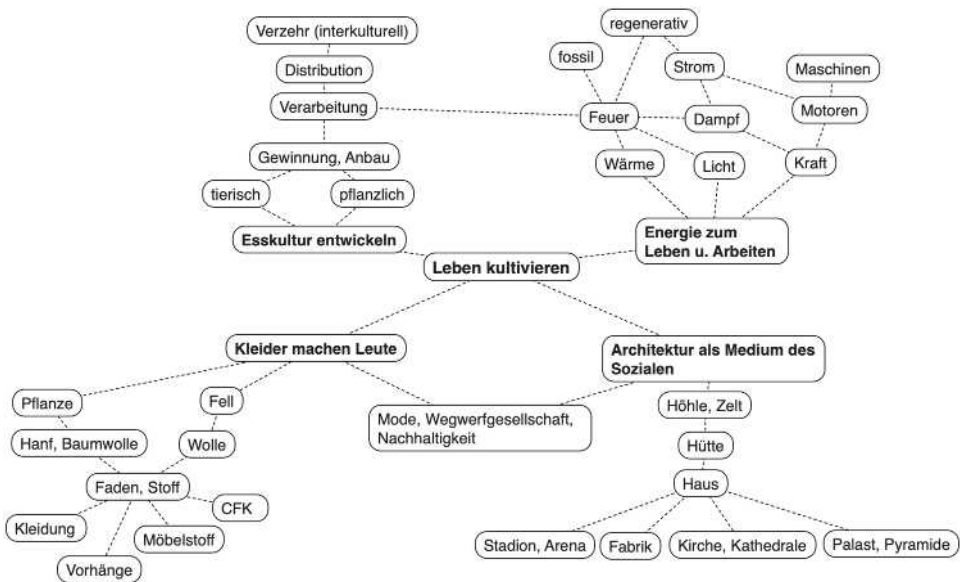 Verzehr (interkulturell)
Distribution
Verarbeitung
Gewinnung, Anbau
tierisch
pflanzlich
Esskultur entwickeln
regenerativ
fossil
Strom
Maschinen
Feuer
Dampf
Motoren
Wärme
Licht
Kraft
Energie zum
Leben u. Arbeiten
Leben kultivieren
Kleider machen Leute
Architektur als Medium des
Sozialen
Pflanze
Fell
Hanf, Baumwolle
Wolle
Faden, Stoff
CFK
Kleidung
Möbelstoff
Vorhänge
Mode, Wegwerfgesellschaft,
Nachhaltigkeit
Höhle, Zelt
Hütte
Haus
Stadion, Arena
Fabrik
Kirche, Kathedrale
Palast, Pyramide